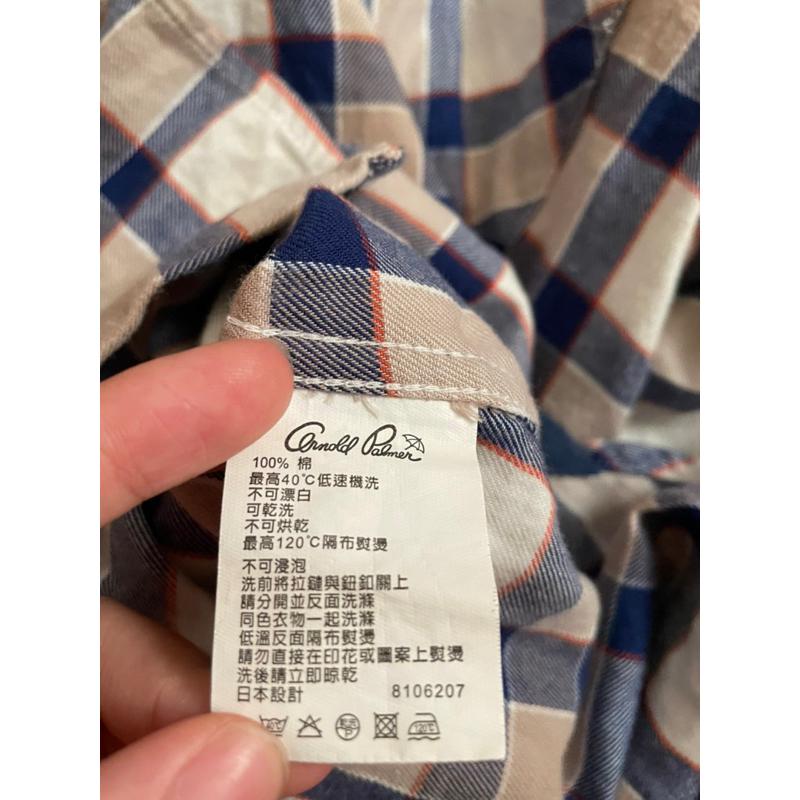 Arnold Palmer
100% 棉
最高40°C低速機洗
不可漂白
可乾洗
不可烘乾
最高120°C隔布熨燙
不可浸泡
洗前將拉鏈與鈕釦關上
請分開並反面洗滌
同色衣物一起洗滌
低溫反面隔布熨燙
請勿直接在印花或圖案上熨燙
洗後請立即晾乾
日本設計 8106207